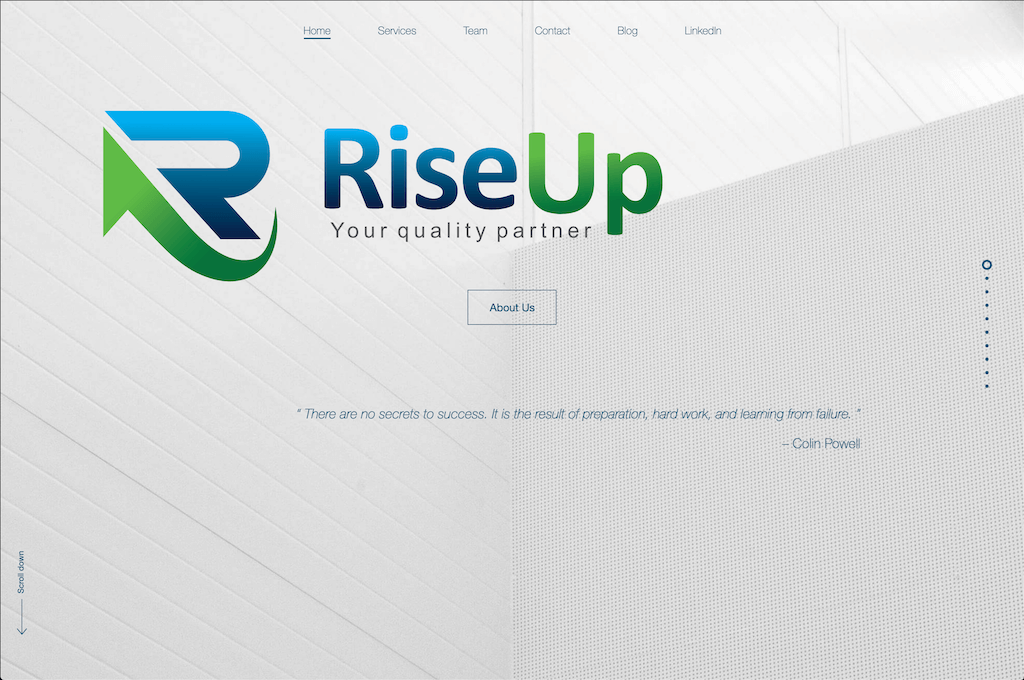 Home Services Team Contact Blog LinkedIn
RiseUp
Your quality partner
About Us
“ There are no secrets to success. It is the result of preparation, hard work, and learning from failure. ”
– Colin Powell
Scroll down